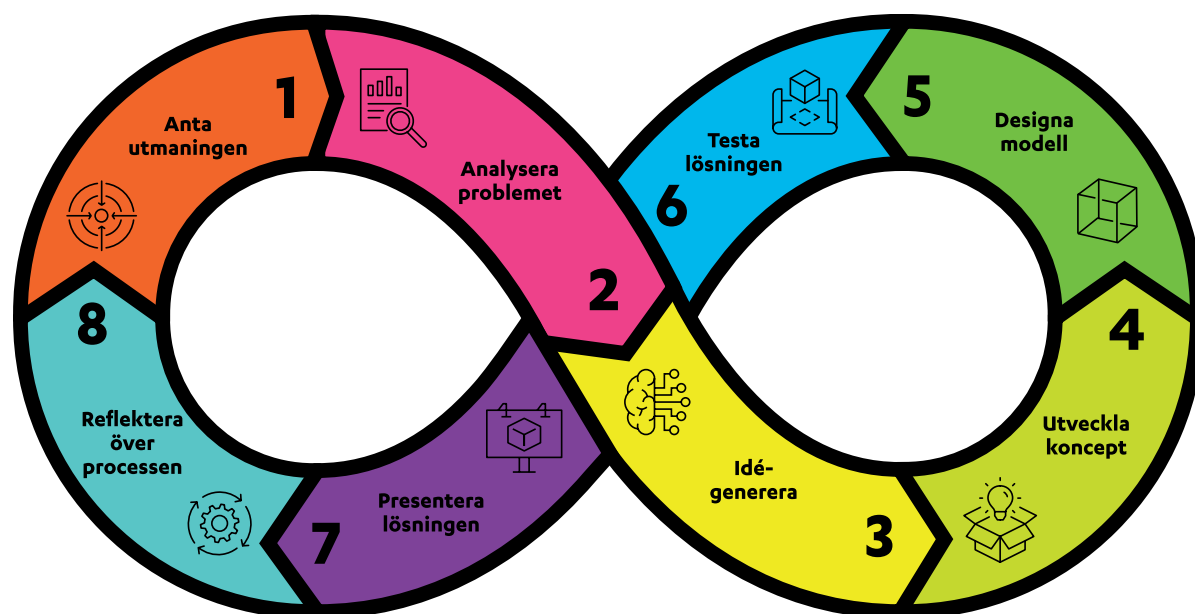 1
Anta
utmaningen
2
Analysera
problemet
3
Idé-
generera
4
Utveckla
koncept
5
Designa
modell
6
Testa
lösningen
7
Presentera
lösningen
8
Reflektera
över
processen